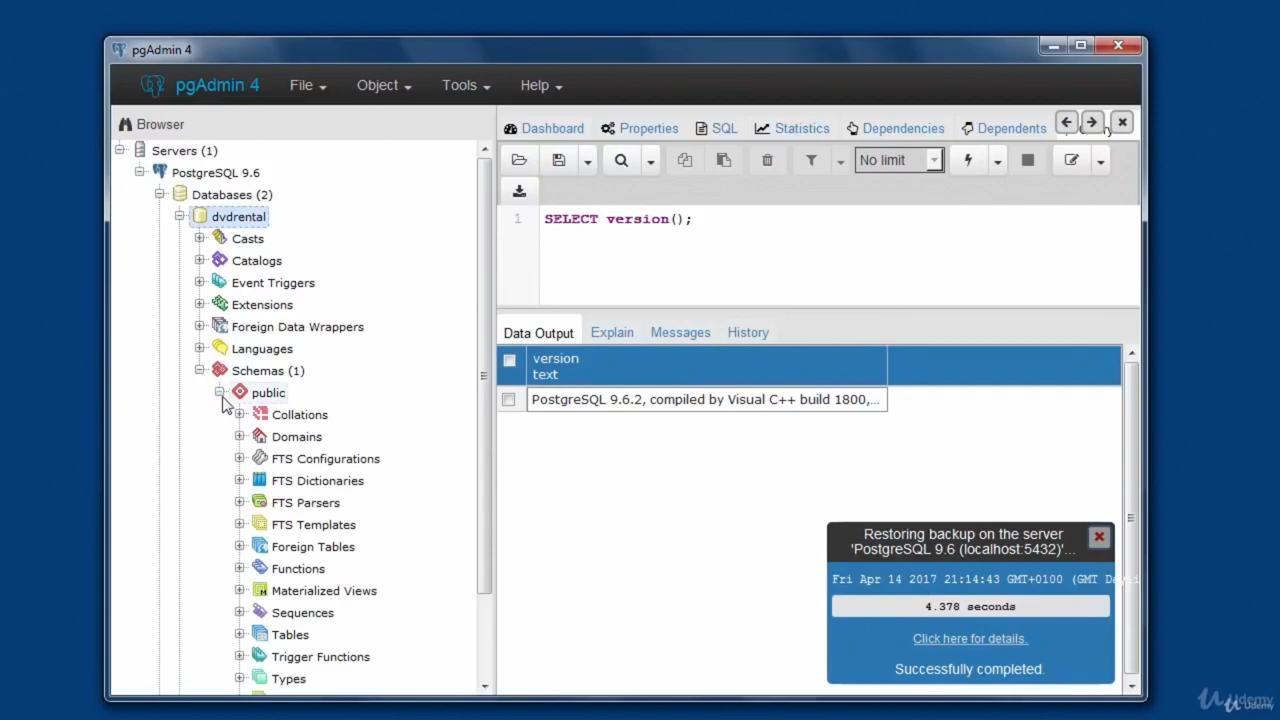 pgAdmin 4
pgAdmin 4 File Object Tools Help
Browser
Servers (1)
PostgreSQL 9.6
Databases (2)
dvdrental
Casts
Catalogs
Event Triggers
Extensions
Foreign Data Wrappers
Languages
Schemas (1)
public
Collations
Domains
FTS Configurations
FTS Dictionaries
FTS Parsers
FTS Templates
Foreign Tables
Functions
Materialized Views
Sequences
Tables
Trigger Functions
Types
Dashboard Properties SQL Statistics Dependencies Dependents
No limit
1 SELECT version();
Data Output Explain Messages History
version
text
PostgreSQL 9.6.2, compiled by Visual C++ build 1800,...
Restoring backup on the server
'PostgreSQL 9.6 (localhost:5432)'...
Fri Apr 14 2017 21:14:43 GMT+0100 (GMT
4.378 seconds
Click here for details.
Successfully completed.
Udemy